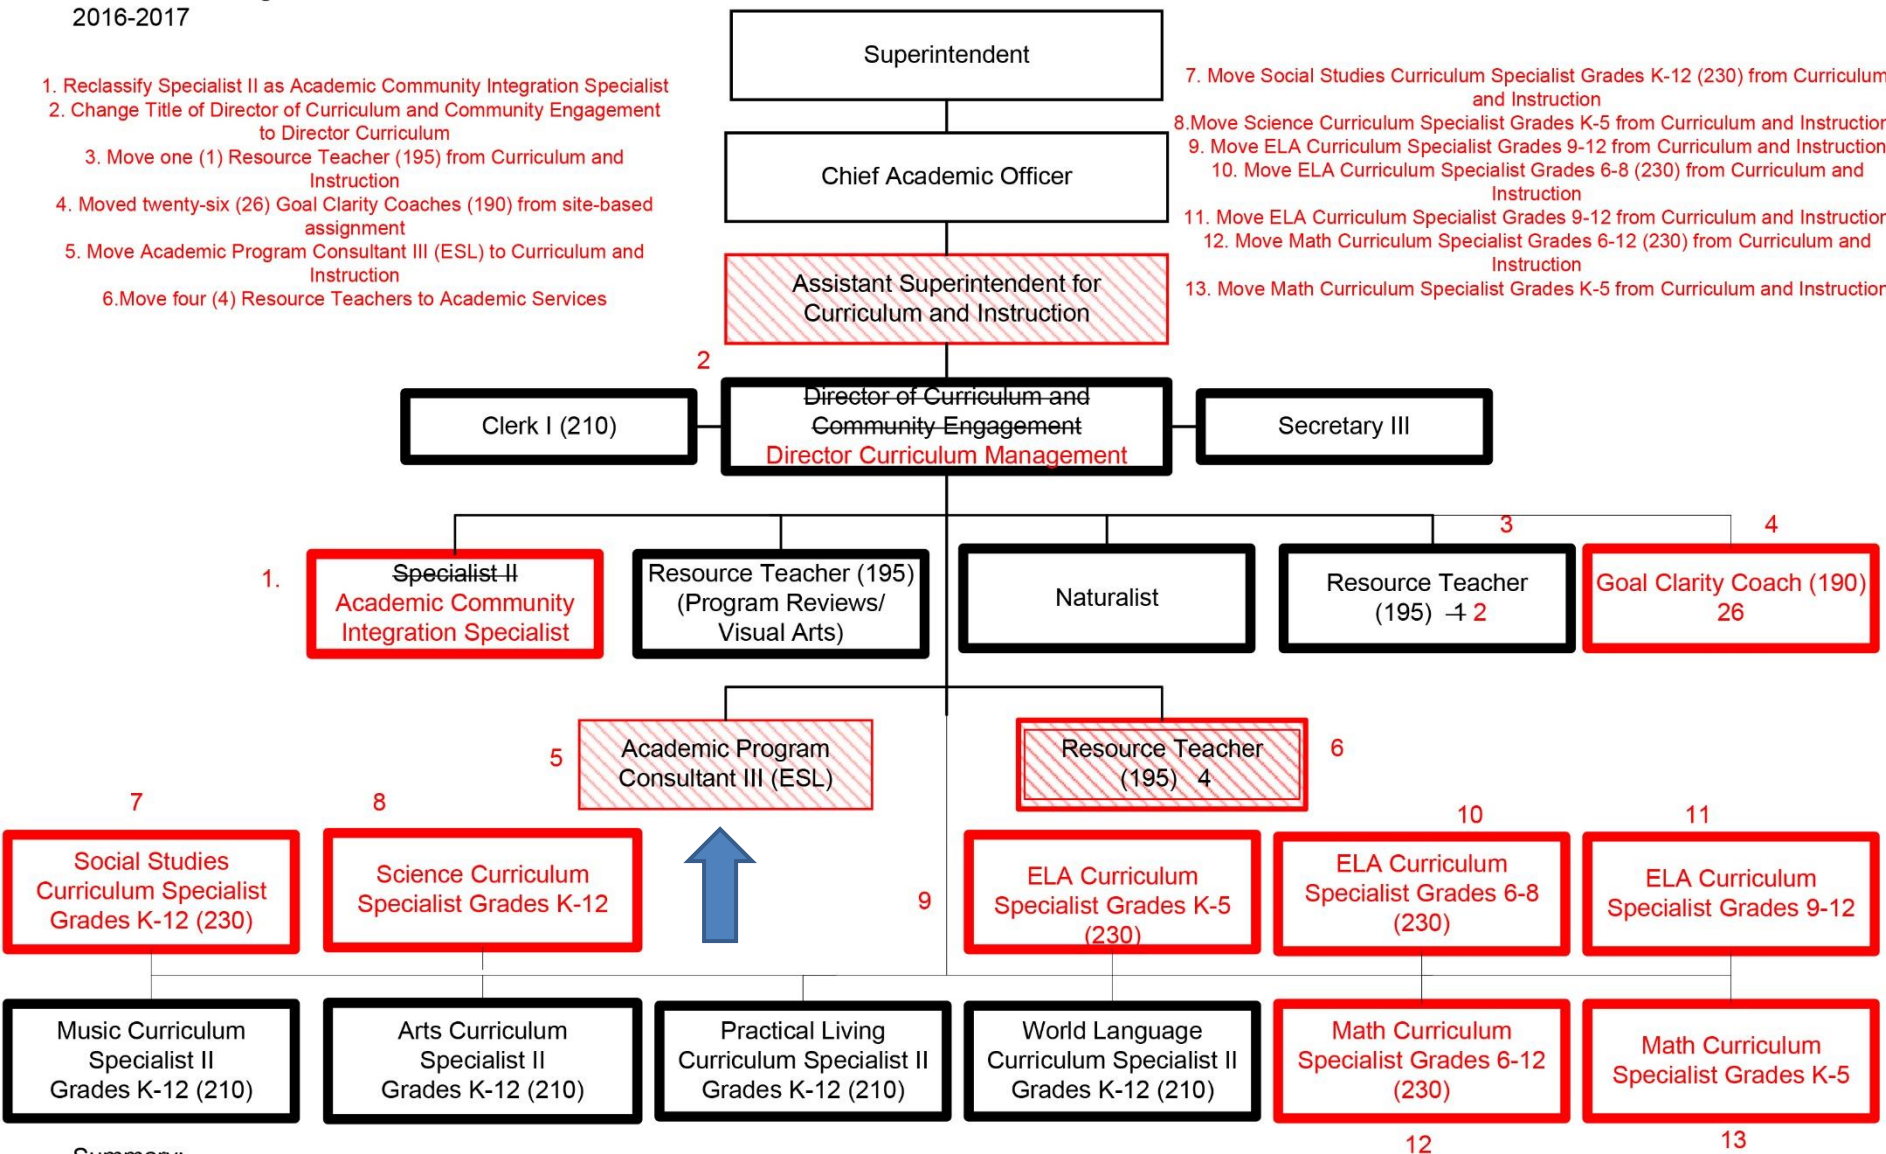 2016-2017
1. Reclassify Specialist II as Academic Community Integration Specialist
2. Change Title of Director of Curriculum and Community Engagement
to Director Curriculum
3. Move one (1) Resource Teacher (195) from Curriculum and
Instruction
4. Moved twenty-six (26) Goal Clarity Coaches (190) from site-based
assignment
5. Move Academic Program Consultant III (ESL) to Curriculum and
Instruction
6.Move four (4) Resource Teachers to Academic Services
7. Move Social Studies Curriculum Specialist Grades K-12 (230) from Curriculum
and Instruction
8.Move Science Curriculum Specialist Grades K-5 from Curriculum and Instruction
9. Move ELA Curriculum Specialist Grades 9-12 from Curriculum and Instruction
10. Move ELA Curriculum Specialist Grades 6-8 (230) from Curriculum and
Instruction
11. Move ELA Curriculum Specialist Grades 9-12 from Curriculum and Instruction
12. Move Math Curriculum Specialist Grades 6-12 (230) from Curriculum and
Instruction
13. Move Math Curriculum Specialist Grades K-5 from Curriculum and Instruction
Superintendent
Chief Academic Officer
Assistant Superintendent for
Curriculum and Instruction
2
Clerk I (210)
Director of Curriculum and
Community Engagement
Director Curriculum Management
Secretary III
1.
Specialist II
Academic Community
Integration Specialist
Resource Teacher (195)
(Program Reviews/
Visual Arts)
Naturalist
3
Resource Teacher
(195) 1 2
4
Goal Clarity Coach (190)
26
5
Academic Program
Consultant III (ESL)
Resource Teacher
(195) 4
6
7
Social Studies
Curriculum Specialist
Grades K-12 (230)
8
Science Curriculum
Specialist Grades K-12
9
ELA Curriculum
Specialist Grades K-5
(230)
10
ELA Curriculum
Specialist Grades 6-8
(230)
11
ELA Curriculum
Specialist Grades 9-12
Music Curriculum
Specialist II
Grades K-12 (210)
Arts Curriculum
Specialist II
Grades K-12 (210)
Practical Living
Curriculum Specialist II
Grades K-12 (210)
World Language
Curriculum Specialist II
Grades K-12 (210)
Math Curriculum
Specialist Grades 6-12
(230)
12
Math Curriculum
Specialist Grades K-5
13
Summary: